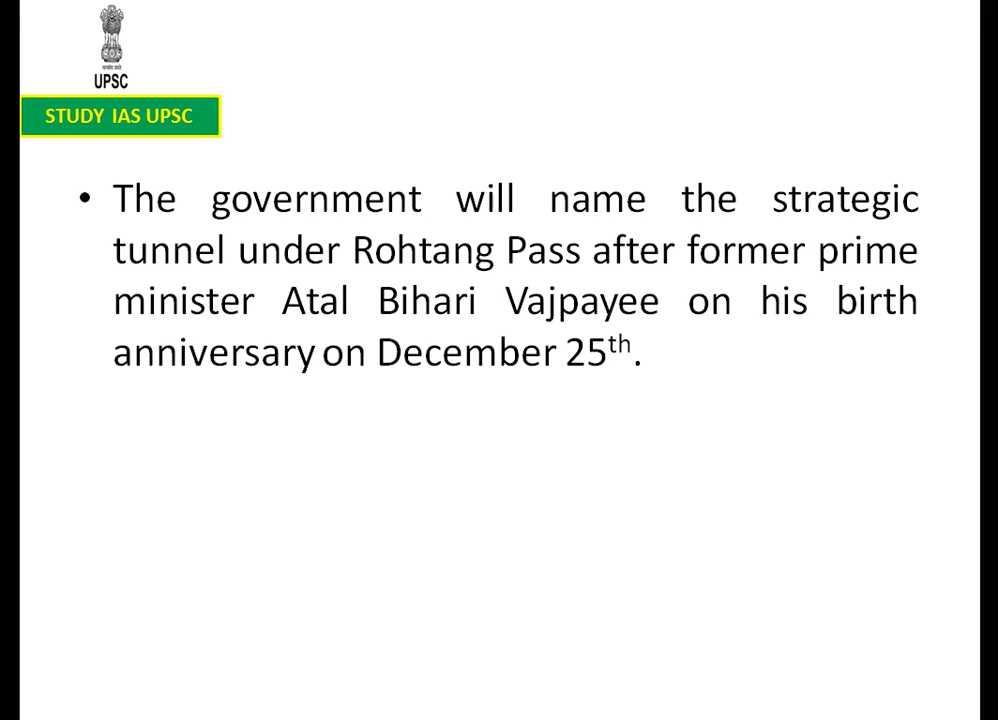 UPSC
STUDY IAS UPSC
• The government will name the strategic
tunnel under Rohtang Pass after former prime
minister Atal Bihari Vajpayee on his birth
anniversary on December 25th.